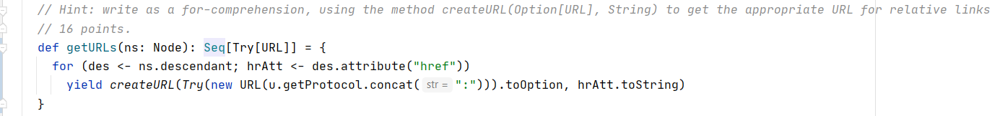 // Hint: write as a for-comprehension, using the method createURL(Option[URL], String) to get the appropriate URL for relative links
// 16 points.
def getURLs(ns: Node): Seq[Try[URL]] = {
for (des <- ns.descendant; hrAtt <- des.attribute("href"))
yield createURL(Try(new URL(u.getProtocol.concat( str = ":"))).toOption, hrAtt.toString)
}